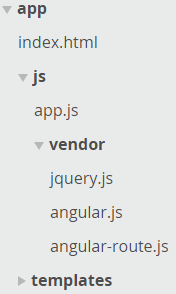 app
index.html
js
app.js
vendor
jquery.js
angular.js
angular-route.js
templates